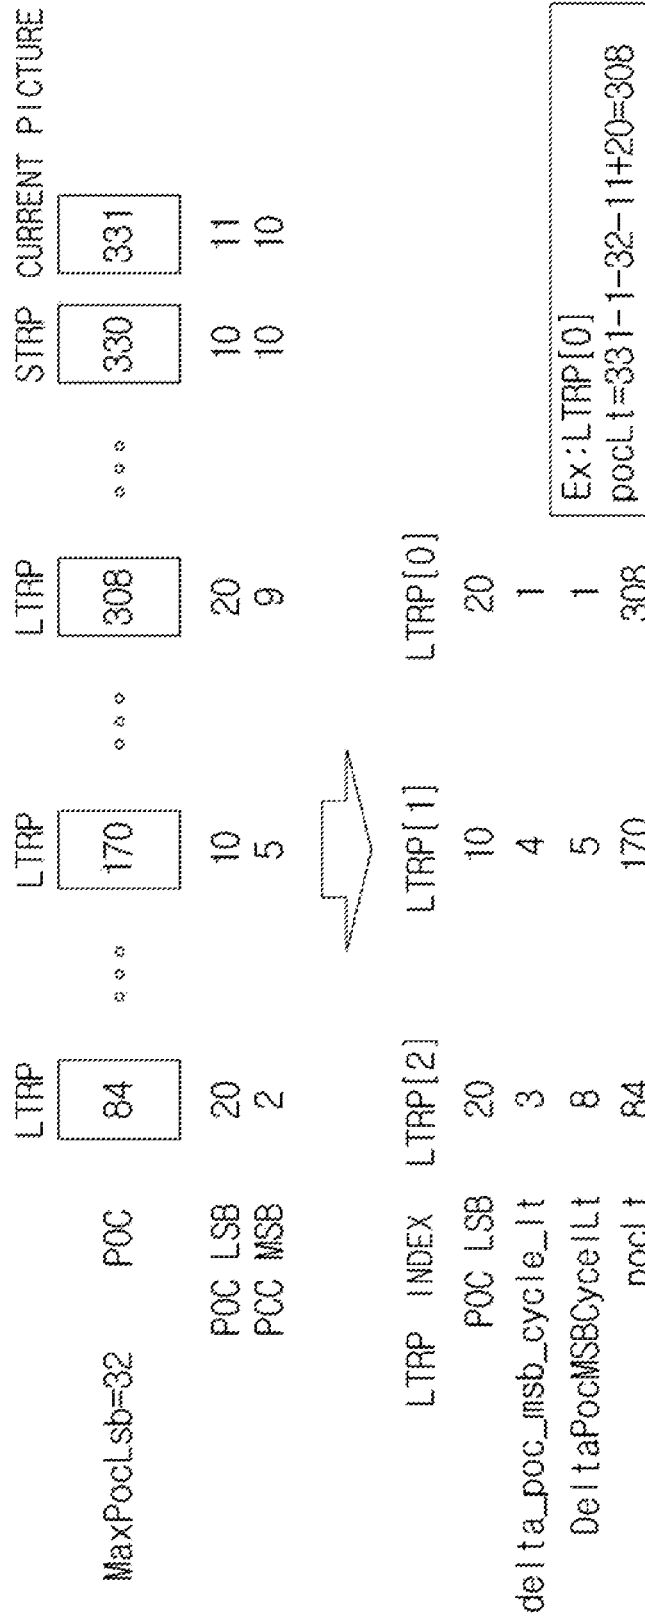 LTRP LTRP LTRP STRP CURRENT PICTURE
MaxPocLsb=32 POC 84 ∘∘∘ 170 ∘∘∘ 308 ∘∘∘ 330 331
POC LSB 20 10 20 10 11
PCC MSB 2 5 9 10 10
LTRP INDEX LTRP[2] LTRP[1] LTRP[0]
POC LSB 20 10 20
delta_poc_msb_cycle_lt 3 4 1
DeltaPocMSBCycelLt 8 5 1
pocLt 84 170 308
Ex:LTRP[0]
pocLt=331-1-32-11+20=308